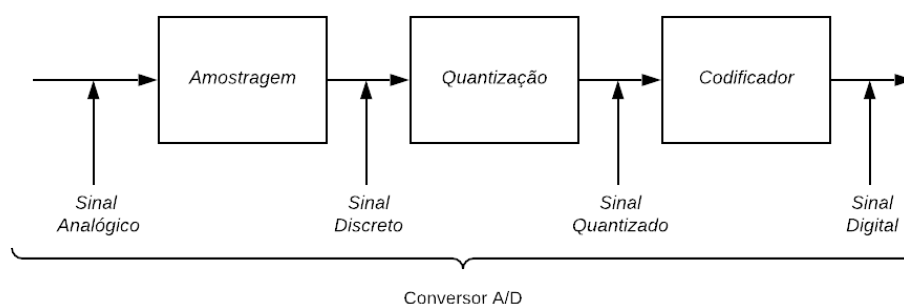 Amostragem
Quantização
Codificador
Sinal
Analógico
Sinal
Discreto
Sinal
Quantizado
Sinal
Digital
Conversor A/D